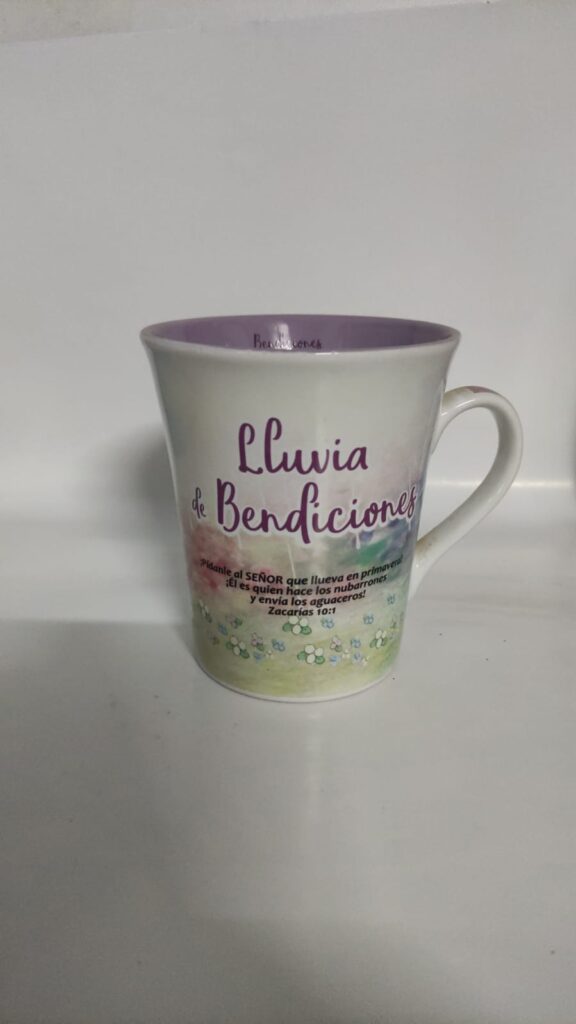 Bendiciones
Lluvia
de Bendiciones
¡Pídanle al SEÑOR que llueva en primavera!
¡Él es quien hace los nubarrones
y envía los aguaceros!
Zacarías 10:1